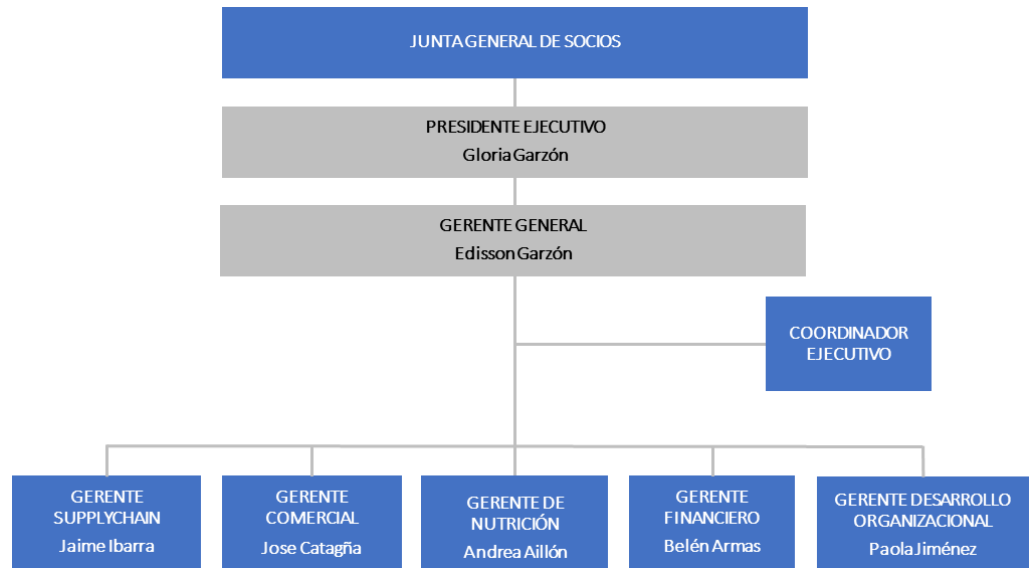 JUNTA GENERAL DE SOCIOS
PRESIDENTE EJECUTIVO
Gloria Garzón
GERENTE GENERAL
Edisson Garzón
COORDINADOR
EJECUTIVO
GERENTE
SUPPLYCHAIN
Jaime Ibarra
GERENTE
COMERCIAL
Jose Catagña
GERENTE DE
NUTRICIÓN
Andrea Aillón
GERENTE
FINANCIERO
Belén Armas
GERENTE DESARROLLO
ORGANIZACIONAL
Paola Jiménez